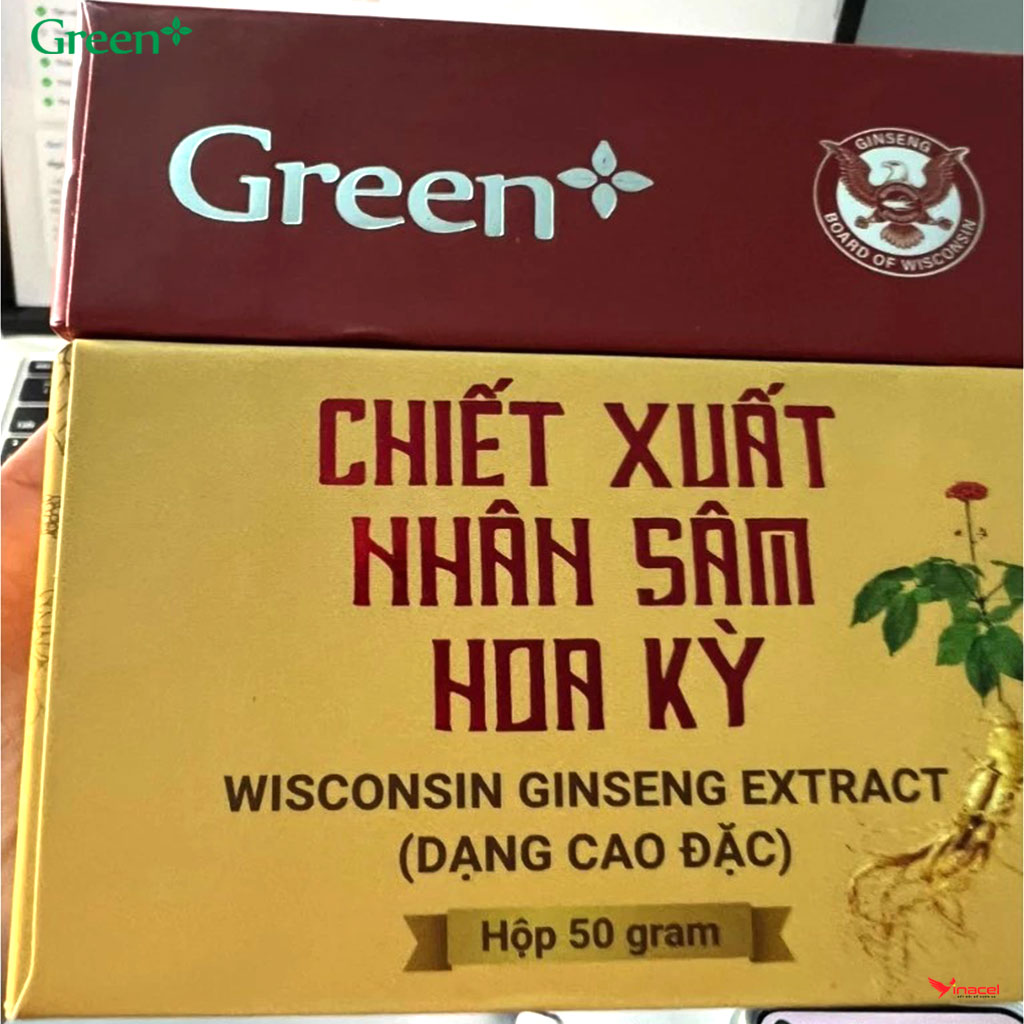 Green+
Green+
GINSENG
BOARD OF WISCONSIN
CHIẾT XUẤT
NHÂN SÂM
HOA KỲ
WISCONSIN GINSENG EXTRACT
(DẠNG CAO ĐẶC)
Hộp 50 gram
Vinacel